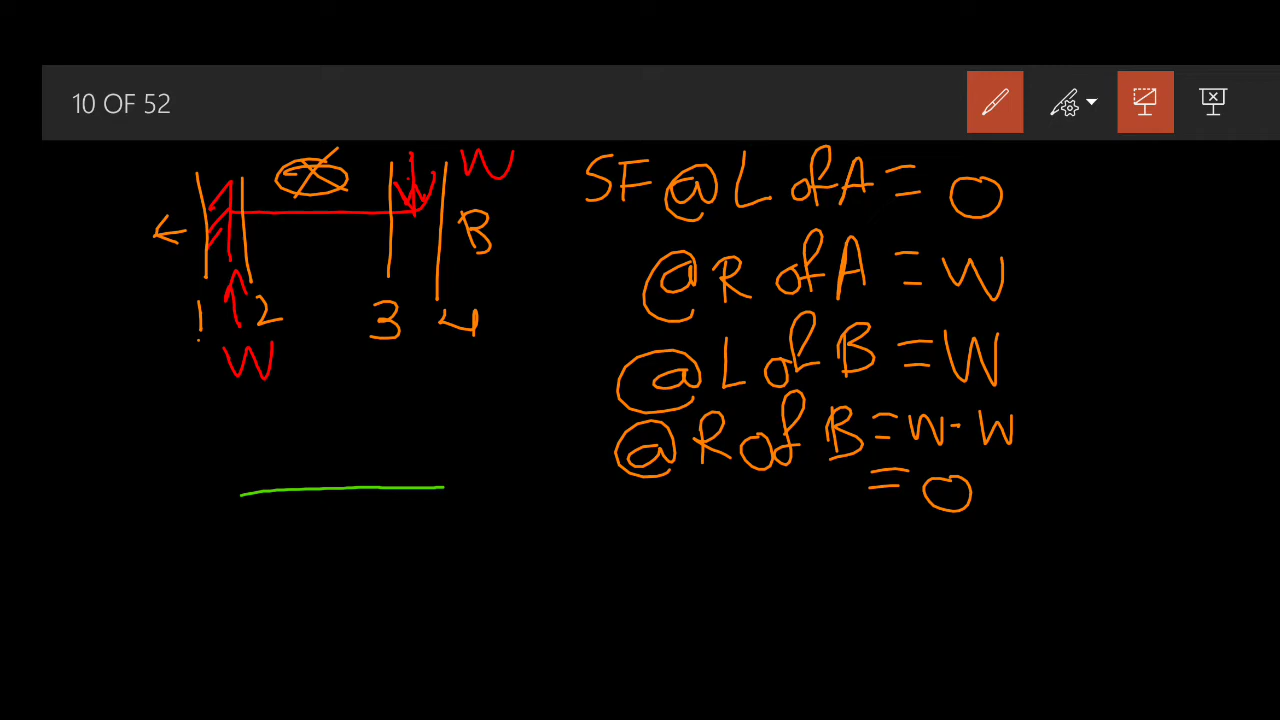 10 OF 52
W
SF @ L of A = 0
B
@ R of A = W
1 2 3 4
W
@ L of B = W
@ R of B = W - W
= 0